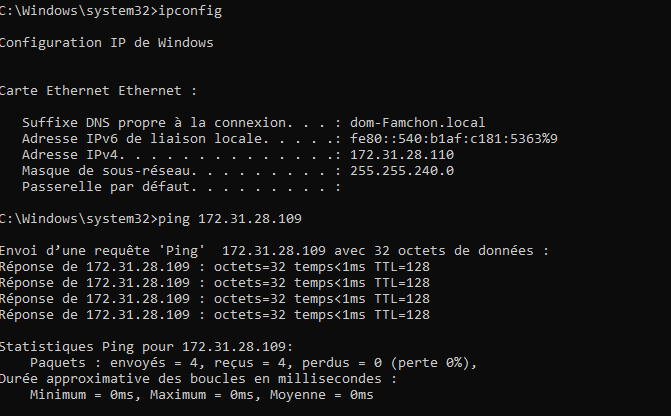 C:\Windows\system32>ipconfig
Configuration IP de Windows
Carte Ethernet Ethernet :
Suffixe DNS propre à la connexion. . . : dom-Famchon.local
Adresse IPv6 de liaison locale. . . . .: fe80::540:b1af:c181:5363%9
Adresse IPv4. . . . . . . . . . . . . .: 172.31.28.110
Masque de sous-réseau. . . . . . . . . : 255.255.240.0
Passerelle par défaut. . . . . . . . . :
C:\Windows\system32>ping 172.31.28.109
Envoi d’une requête 'Ping'  172.31.28.109 avec 32 octets de données :
Réponse de 172.31.28.109 : octets=32 temps<1ms TTL=128
Réponse de 172.31.28.109 : octets=32 temps<1ms TTL=128
Réponse de 172.31.28.109 : octets=32 temps<1ms TTL=128
Réponse de 172.31.28.109 : octets=32 temps<1ms TTL=128
Statistiques Ping pour 172.31.28.109:
Paquets : envoyés = 4, reçus = 4, perdus = 0 (perte 0%),
Durée approximative des boucles en millisecondes :
Minimum = 0ms, Maximum = 0ms, Moyenne = 0ms